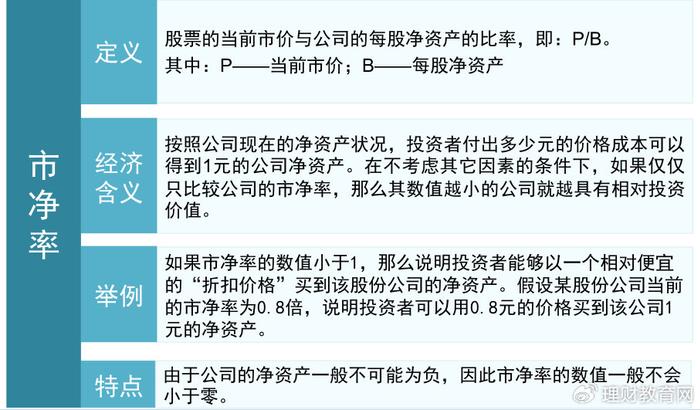 市净率
定义
股票的当前市价与公司的每股净资产的比率，即：P/B。
其中：P——当前市价；B——每股净资产
经济
含义
按照公司现在的净资产状况，投资者付出多少元的价格成本可以
得到1元的公司净资产。在不考虑其它因素的条件下，如果仅仅
只比较公司的市净率，那么其数值越小的公司就越具有相对投资
价值。
举例
如果市净率的数值小于1，那么说明投资者能够以一个相对便宜
的“折扣价格”买到该股份公司的净资产。假设某股份公司当前
的市净率为0.8倍，说明投资者可以用0.8元的价格买到该公司1
元的净资产。
特点
由于公司的净资产一般不可能为负，因此市净率的数值一般不会
小于零。
理财教育网